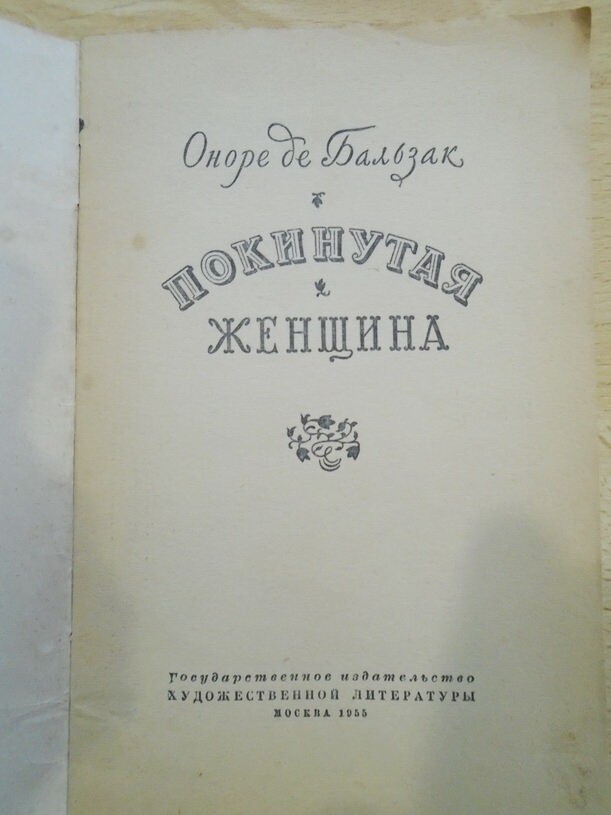 Оноре де Бальзак
ПОКИНУТАЯ
ЖЕНЩИНА
Государственное издательство
ХУДОЖЕСТВЕННОЙ ЛИТЕРАТУРЫ
МОСКВА 1955